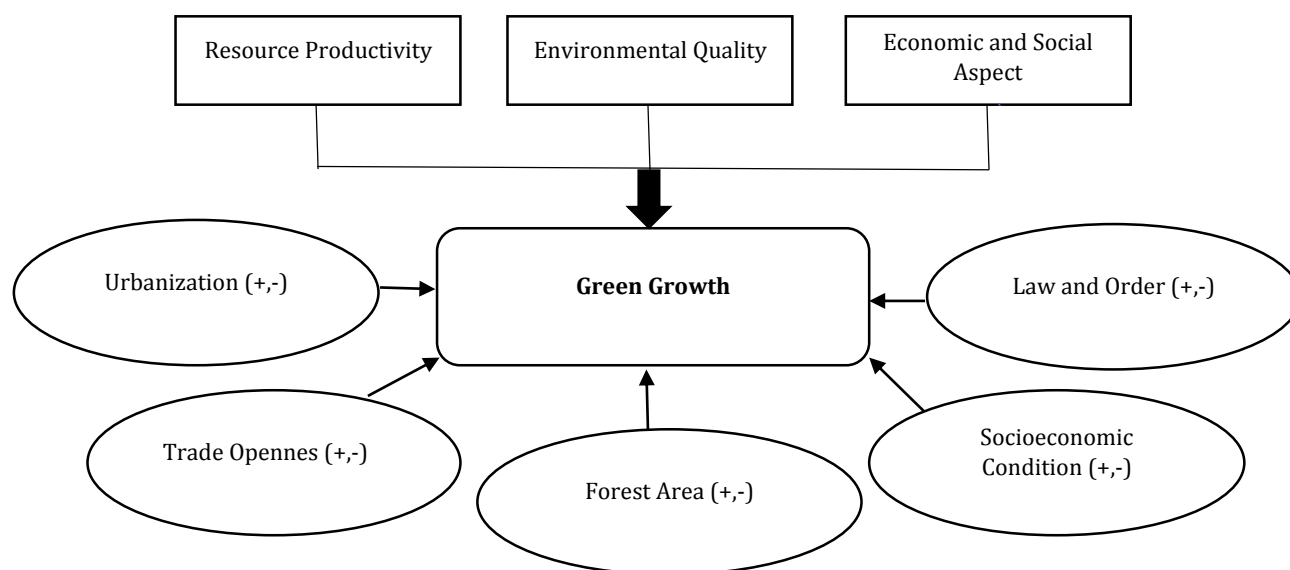 Resource Productivity
Environmental Quality
Economic and Social
Aspect
Urbanization (+,-)
Green Growth
Law and Order (+,-)
Trade Opennes (+,-)
Forest Area (+,-)
Socioeconomic
Condition (+,-)